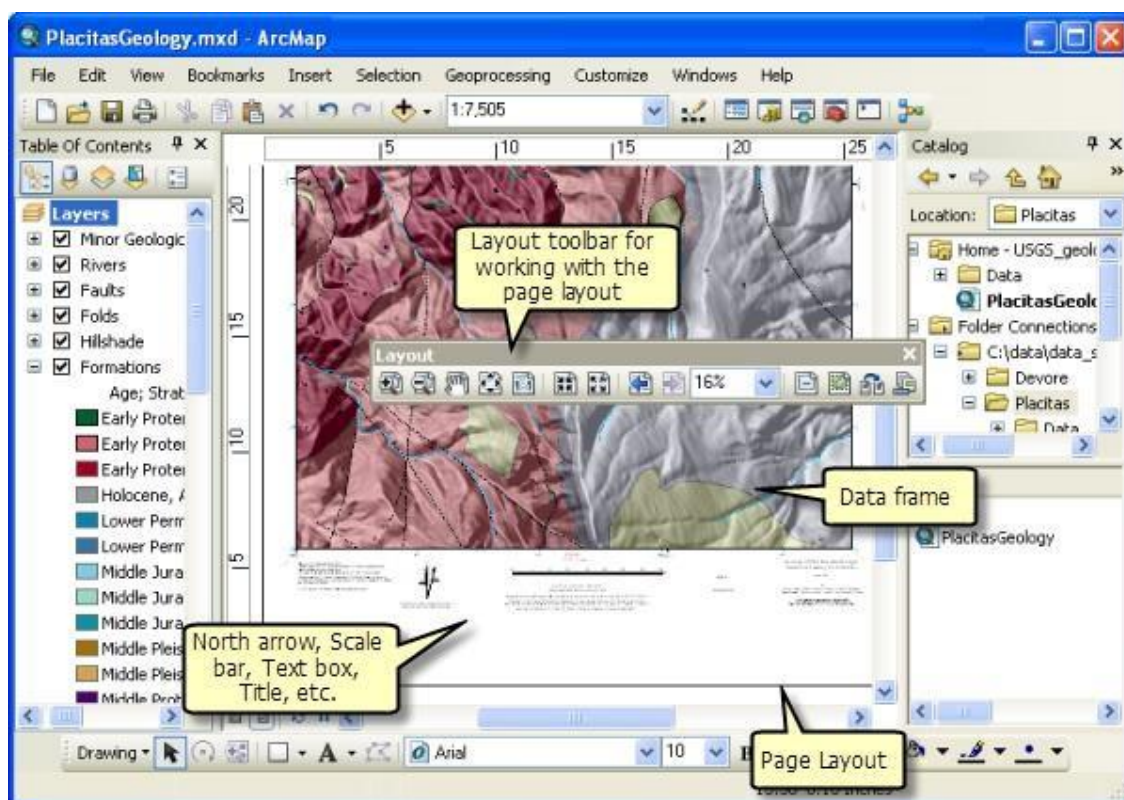 PlacitasGeology.mxd - ArcMap
File Edit View Bookmarks Insert Selection Geoprocessing Customize Windows Help
1:7,505
Table Of Contents
Layers
Minor Geologic
Rivers
Faults
Folds
Hillshade
Formations
Age; Strat
Early Protei
Early Protei
Early Protei
Holocene, A
Lower Perm
Lower Perm
Middle Jura
Middle Jura
Middle Jura
Middle Pleis
Middle Pleis
Middle Prot
5 10 15 20 25
20
15
10
5
Layout toolbar for
working with the
page layout
Layout
16%
Data frame
North arrow, Scale
bar, Text box,
Title, etc.
Page Layout
Catalog
Location: Placitas
Home - USGS_geolo
Data
PlacitasGeolo
Folder Connections
C:\data\data_s
Devore
Placitas
Data
PlacitasGeology
Drawing A Arial 10 B A